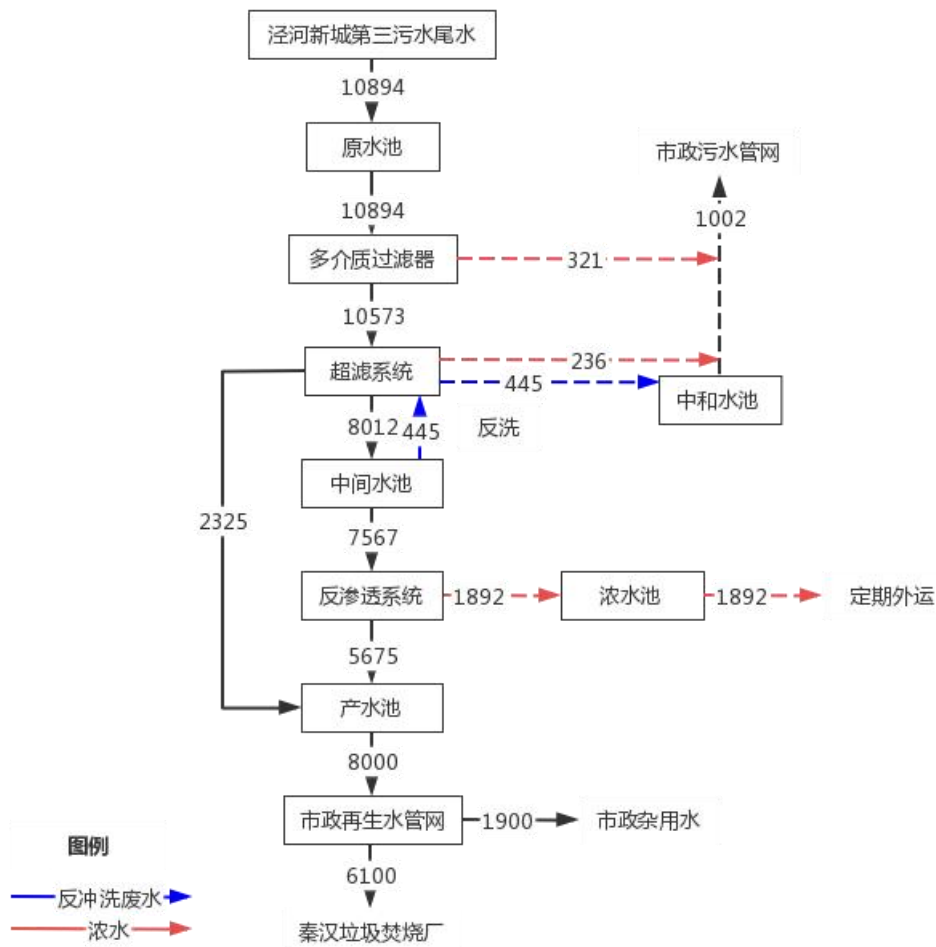 泾河新城第三污水尾水
10894
原水池
市政污水管网
10894
1002
多介质过滤器
321
10573
超滤系统
236
445
中和水池
8012
445
反洗
中间水池
2325
7567
反渗透系统
1892
浓水池
1892
定期外运
5675
产水池
8000
市政再生水管网
1900
市政杂用水
图例
6100
反冲洗废水
浓水
秦汉垃圾焚烧厂